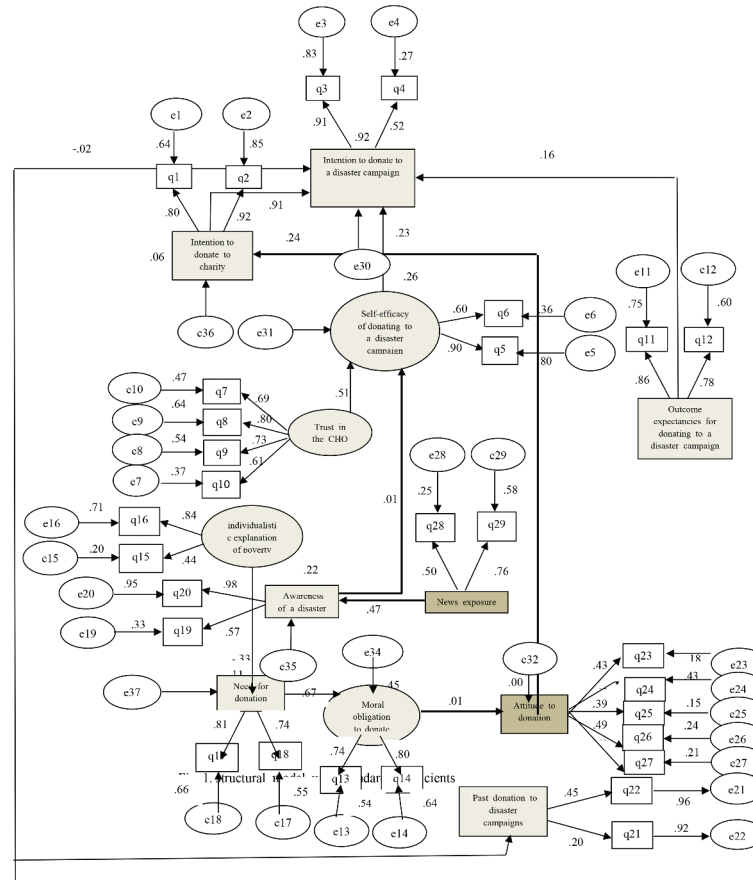 e3
e4
.83
.27
q3
q4
.91
.92
.52
e1
e2
.64
.85
-.02
.16
Intention to donate to
a disaster campaign
q1
q2
.91
.80
.92
.24
.23
Intention to
donate to
charity
.06
e30
.26
e36
e31
Self-efficacy
of donating to
a disaster
campaign
.60
q6
.36
e6
.90
q5
.80
e5
e11
e12
.75
.60
q11
q12
.86
.78
Outcome
expectancies for
donating to a
disaster campaign
e10
.47
q7
.69
e9
.64
q8
.80
e8
.54
q9
.73
e7
.37
q10
.61
Trust in
the CHO
.51
e28
e29
.25
.58
q28
q29
.50
.76
News exposure
.01
e16
.71
q16
.84
e15
.20
q15
.44
individualisti
c explanation
of poverty
.22
e20
.95
q20
.98
e19
.33
q19
.57
Awareness
of a disaster
.47
e35
-.33
.11
e37
Need for
donation
.67
e34
.45
Moral
obligation
to donate
.01
e32
.00
Attitude to
donation
.43
q23
18
e23
q24
.43
e24
.39
q25
.15
e25
.49
q26
.24
e26
q27
.21
e27
.81
.74
q18
.74
.80
q13
q14
1. Structural model
.66
.55
.54
.64
e18
e17
e13
e14
Past donation to
disaster
campaigns
.45
q22
.96
e21
.20
q21
.92
e22